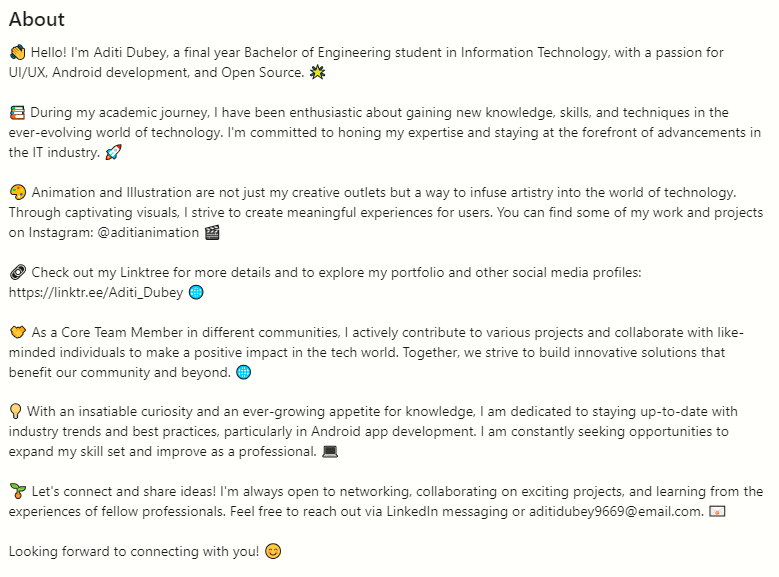 About
👋 Hello! I'm Aditi Dubey, a final year Bachelor of Engineering student in Information Technology, with a passion for
UI/UX, Android development, and Open Source. 🌟
📚 During my academic journey, I have been enthusiastic about gaining new knowledge, skills, and techniques in the
ever-evolving world of technology. I'm committed to honing my expertise and staying at the forefront of advancements in
the IT industry. 🚀
🎨 Animation and Illustration are not just my creative outlets but a way to infuse artistry into the world of technology.
Through captivating visuals, I strive to create meaningful experiences for users. You can find some of my work and projects
on Instagram: @aditianimation 🎬
🔗 Check out my Linktree for more details and to explore my portfolio and other social media profiles:
https://linktr.ee/Aditi_Dubey 🌐
🤝 As a Core Team Member in different communities, I actively contribute to various projects and collaborate with like-
minded individuals to make a positive impact in the tech world. Together, we strive to build innovative solutions that
benefit our community and beyond. 🌐
💡 With an insatiable curiosity and an ever-growing appetite for knowledge, I am dedicated to staying up-to-date with
industry trends and best practices, particularly in Android app development. I am constantly seeking opportunities to
expand my skill set and improve as a professional. 💻
🌱 Let's connect and share ideas! I'm always open to networking, collaborating on exciting projects, and learning from the
experiences of fellow professionals. Feel free to reach out via LinkedIn messaging or aditidubey9669@email.com. 💌
Looking forward to connecting with you! 😊